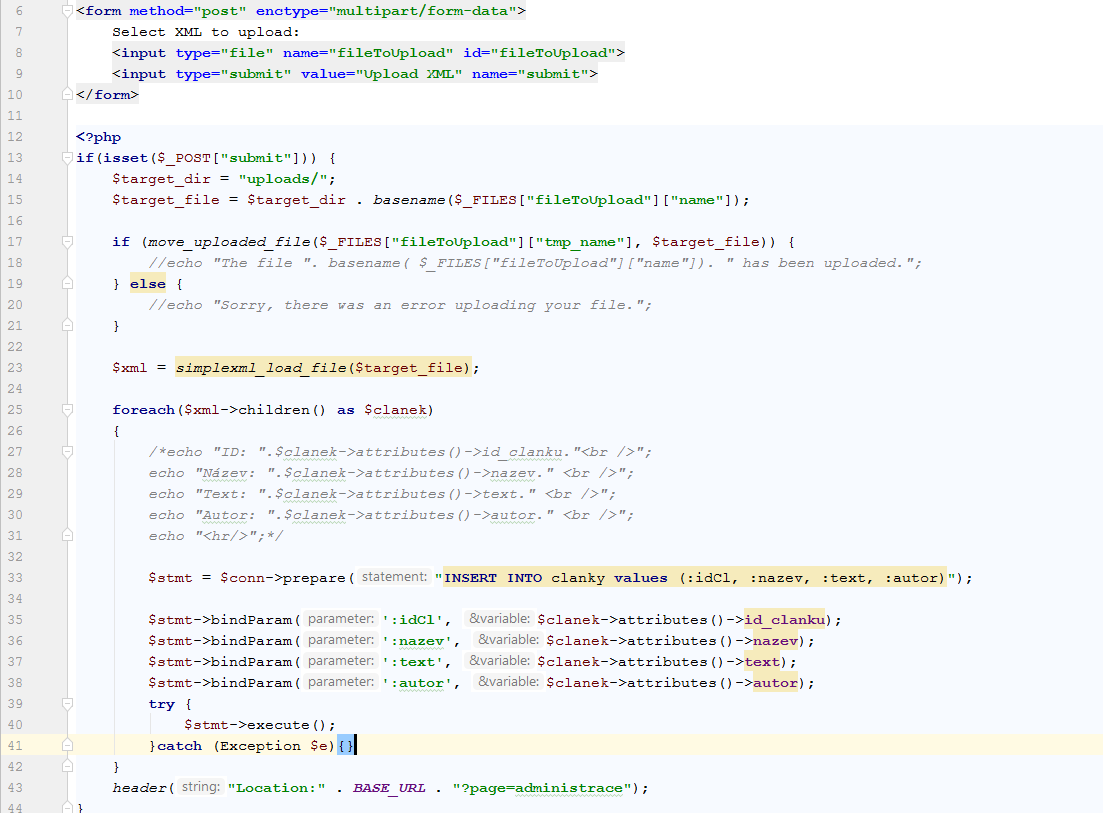 6 <form method="post" enctype="multipart/form-data">
7 Select XML to upload:
8 <input type="file" name="fileToUpload" id="fileToUpload">
9 <input type="submit" value="Upload XML" name="submit">
10 </form>
11
12 <?php
13 if(isset($_POST["submit"])) {
14 $target_dir = "uploads/";
15 $target_file = $target_dir . basename($_FILES["fileToUpload"]["name"]);
16
17 if (move_uploaded_file($_FILES["fileToUpload"]["tmp_name"], $target_file)) {
18 //echo "The file ". basename( $_FILES["fileToUpload"]["name"]). " has been uploaded.";
19 } else {
20 //echo "Sorry, there was an error uploading your file.";
21 }
22
23 $xml = simplexml_load_file($target_file);
24
25 foreach($xml->children() as $clanek)
26 {
27 /*echo "ID: ".$clanek->attributes()->id_clanku."<br />";
28 echo "Název: ".$clanek->attributes()->nazev." <br />";
29 echo "Text: ".$clanek->attributes()->text." <br />";
30 echo "Autor: ".$clanek->attributes()->autor." <br />";
31 echo "<hr/>";*/
32
33 $stmt = $conn->prepare( statement: "INSERT INTO clanky values (:idCl, :nazev, :text, :autor)");
34
35 $stmt->bindParam( parameter: ':idCl', &variable: $clanek->attributes()->id_clanku);
36 $stmt->bindParam( parameter: ':nazev', &variable: $clanek->attributes()->nazev);
37 $stmt->bindParam( parameter: ':text', &variable: $clanek->attributes()->text);
38 $stmt->bindParam( parameter: ':autor', &variable: $clanek->attributes()->autor);
39 try {
40 $stmt->execute();
41 }catch (Exception $e){}
42 }
43 header( string: "Location:" . BASE_URL . "?page=administrace");
44 }